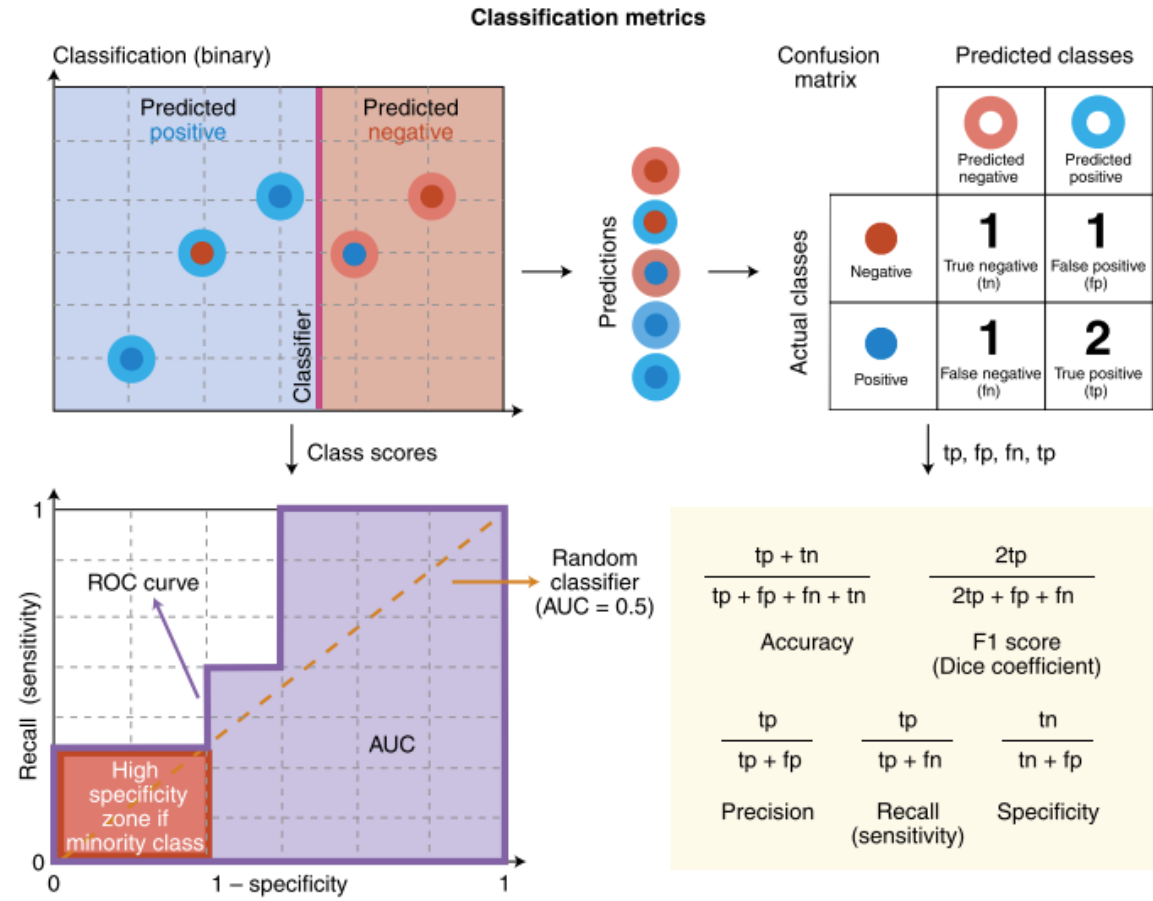 Classification metrics
Classification (binary)
Predicted
positive
Predicted
negative
Classifier
Predictions
Confusion
matrix
Predicted classes
Predicted
negative
Predicted
positive
Actual classes
Negative
1
True negative
(tn)
1
False positive
(fp)
Positive
1
False negative
(fn)
2
True positive
(tp)
Class scores
tp, fp, fn, tp
1
ROC curve
Recall (sensitivity)
AUC
High
specificity
zone if
minority class
0
0
1 – specificity
1
Random
classifier
(AUC = 0.5)
tp + tn
tp + fp + fn + tn
Accuracy
2tp
2tp + fp + fn
F1 score
(Dice coefficient)
tp
tp + fp
Precision
tp
tp + fn
Recall
(sensitivity)
tn
tn + fp
Specificity